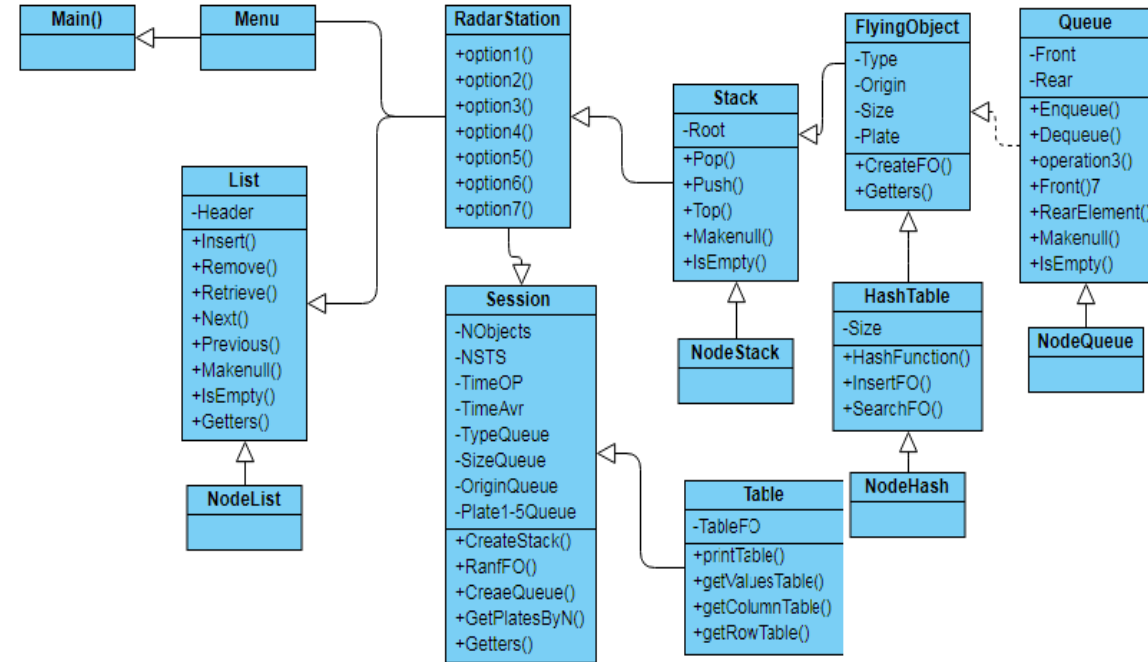 Main()
Menu
RadarStation
+option1()
+option2()
+option3()
+option4()
+option5()
+option6()
+option7()
FlyingObject
-Type
-Origin
-Size
-Plate
+CreateFO()
+Getters()
Queue
-Front
-Rear
+Enqueue()
+Dequeue()
+operation3()
+Front()7
+RearElement()
+Makenull()
+IsEmpty()
Stack
-Root
+Pop()
+Push()
+Top()
+Makenull()
+IsEmpty()
List
-Header
+Insert()
+Remove()
+Retrieve()
+Next()
+Previous()
+Makenull()
+IsEmpty()
+Getters()
Session
-NObjects
-NSTS
-TimeOP
-TimeAvr
-TypeQueue
-SizeQueue
-OriginQueue
-Plate1-5Queue
+CreateStack()
+RanfFO()
+CreaeQueue()
+GetPlatesByN()
+Getters()
HashTable
-Size
+HashFunction()
+InsertFO()
+SearchFO()
NodeQueue
NodeStack
NodeList
Table
-TableFO
+printTable()
+getValuesTable()
+getColumnTable()
+getRowTable()
NodeHash